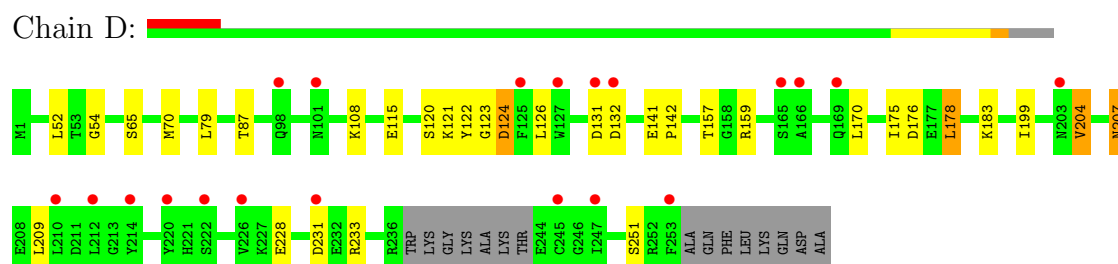 Chain D:
M1 L52 T53 G54 S65 M70 L79 T87 Q98 N101 K108 E115 S120 K121 Y122 G123 D124 F125 L126 W127 D131 D132 E141 P142 T157 G158 R159 S165 A166 Q169 L170 I175 D176 E177 L178 K183 I199 N203 V204 N207
E208 L209 L210 D211 L212 G213 Y214 Y220 H221 S222 V226 K227 E228 D231 E232 R233 R236 TRP LYS GLY LYS ALA LYS THR E244 C245 G246 I247 S251 R252 F253 ALA GLN PHE LEU LYS GLN ASP ALA